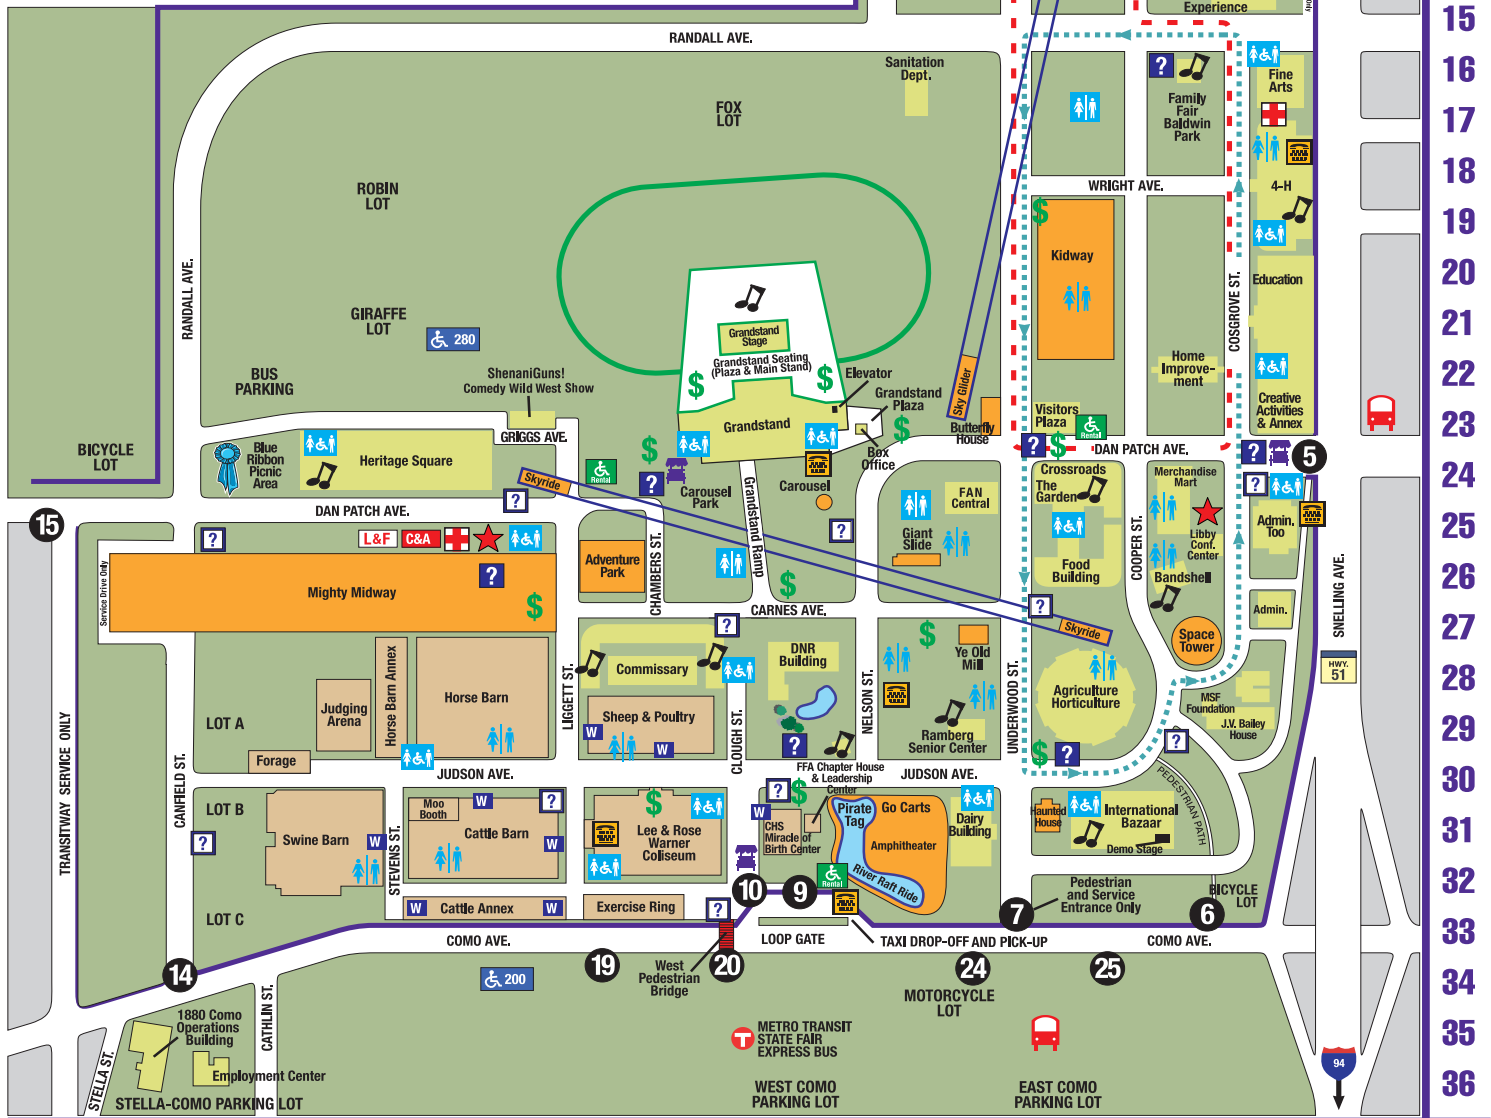 Experience
Only
15
RANDALL AVE.
Sanitation
Dept.
?
Fine
Arts
16
FOX
LOT
Family
Fair
Baldwin
Park
17
ROBIN
LOT
WRIGHT AVE.
4-H
18
$
19
RANDALL AVE.
Kidway
COSGROVE ST.
Education
20
GIRAFFE
LOT
280
Grandstand
Stage
Grandstand Seating
(Plaza & Main Stand)
21
BUS
PARKING
ShenaniGuns!
Comedy Wild West Show
$
$
Elevator
Grandstand
Plaza
Sky Glider
Home
Improve-
ment
22
Creative
Activities
& Annex
GRIGGS AVE.
Grandstand
$
Box
Office
Butterfly
House
Visitors
Plaza
Rental
23
BICYCLE
LOT
Blue
Ribbon
Picnic
Area
Heritage Square
$
?
$
DAN PATCH AVE.
?
5
Skyride
Rental
?
Carousel
Park
Grandstand Ramp
Carousel
FAN
Central
Crossroads
The
Garden
Merchandise
Mart
?
24
15
DAN PATCH AVE.
?
?
L&F
C&A
?
Giant
Slide
COOPER ST.
Libby
Conf.
Center
Admin.
Too
25
Service Drive Only
Mighty Midway
?
$
Adventure
Park
CHAMBERS ST.
$
Food
Building
Bandshell
26
SNELLING AVE.
CARNES AVE.
?
?
$
Skyride
Admin.
27
Horse Barn Annex
Horse Barn
LIGGETT ST.
Commissary
DNR
Building
Ye Old
Mill
Space
Tower
HWY.
51
28
TRANSITWAY SERVICE ONLY
LOT A
Judging
Arena
Sheep & Poultry
W
W
CLOUGH ST.
NELSON ST.
UNDERWOOD ST.
Agriculture
Horticulture
MSF
Foundation
J.V. Bailey
House
29
Forage
?
Ramberg
Senior Center
$
?
?
CANFIELD ST.
JUDSON AVE.
FFA Chapter House
& Leadership
Center
JUDSON AVE.
PEDESTRIAN PATH
30
LOT B
Moo
Booth
W
?
$
?
$
Pirate
Tag
Go Carts
Dairy
Building
Haunted
House
International
Bazaar
Demo Stage
?
Swine Barn
W
STEVENS ST.
Cattle Barn
W
Lee & Rose
Warner
Coliseum
W
CHS
Miracle of
Birth Center
Amphitheater
31
Rental
River Raft Ride
10
9
Pedestrian
and Service
Entrance Only
BICYCLE
LOT
32
LOT C
W
Cattle Annex
W
Exercise Ring
?
7
6
COMO AVE.
LOOP GATE
TAXI DROP-OFF AND PICK-UP
COMO AVE.
33
14
200
19
West
Pedestrian
Bridge
20
24
25
34
MOTORCYCLE
LOT
1880 Como
Operations
Building
CATHLIN ST.
T
METRO TRANSIT
STATE FAIR
EXPRESS BUS
35
STELLA ST.
Employment Center
94
STELLA-COMO PARKING LOT
WEST COMO
PARKING LOT
EAST COMO
PARKING LOT
36